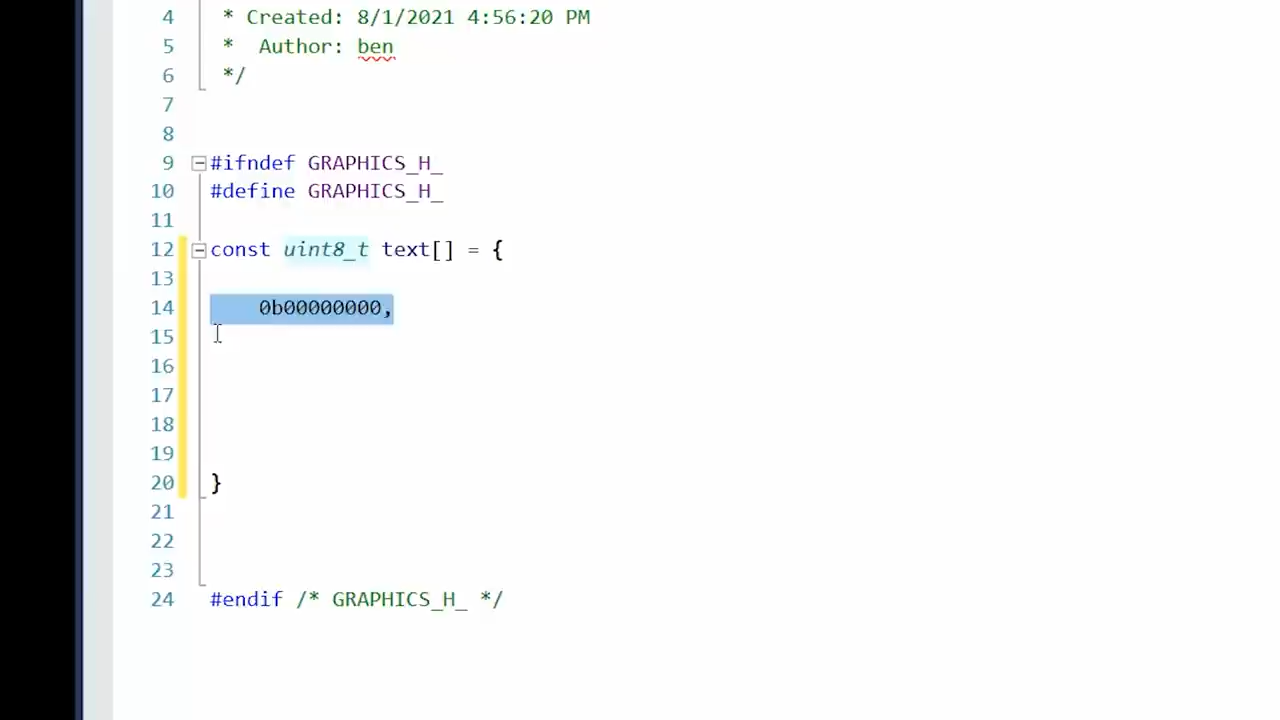 4 * Created: 8/1/2021 4:56:20 PM
5 *  Author: ben
6 */
7
8
9 #ifndef GRAPHICS_H_
10 #define GRAPHICS_H_
11
12 const uint8_t text[] = {
13
14     0b00000000,
15
16
17
18
19
20 }
21
22
23
24 #endif /* GRAPHICS_H_ */